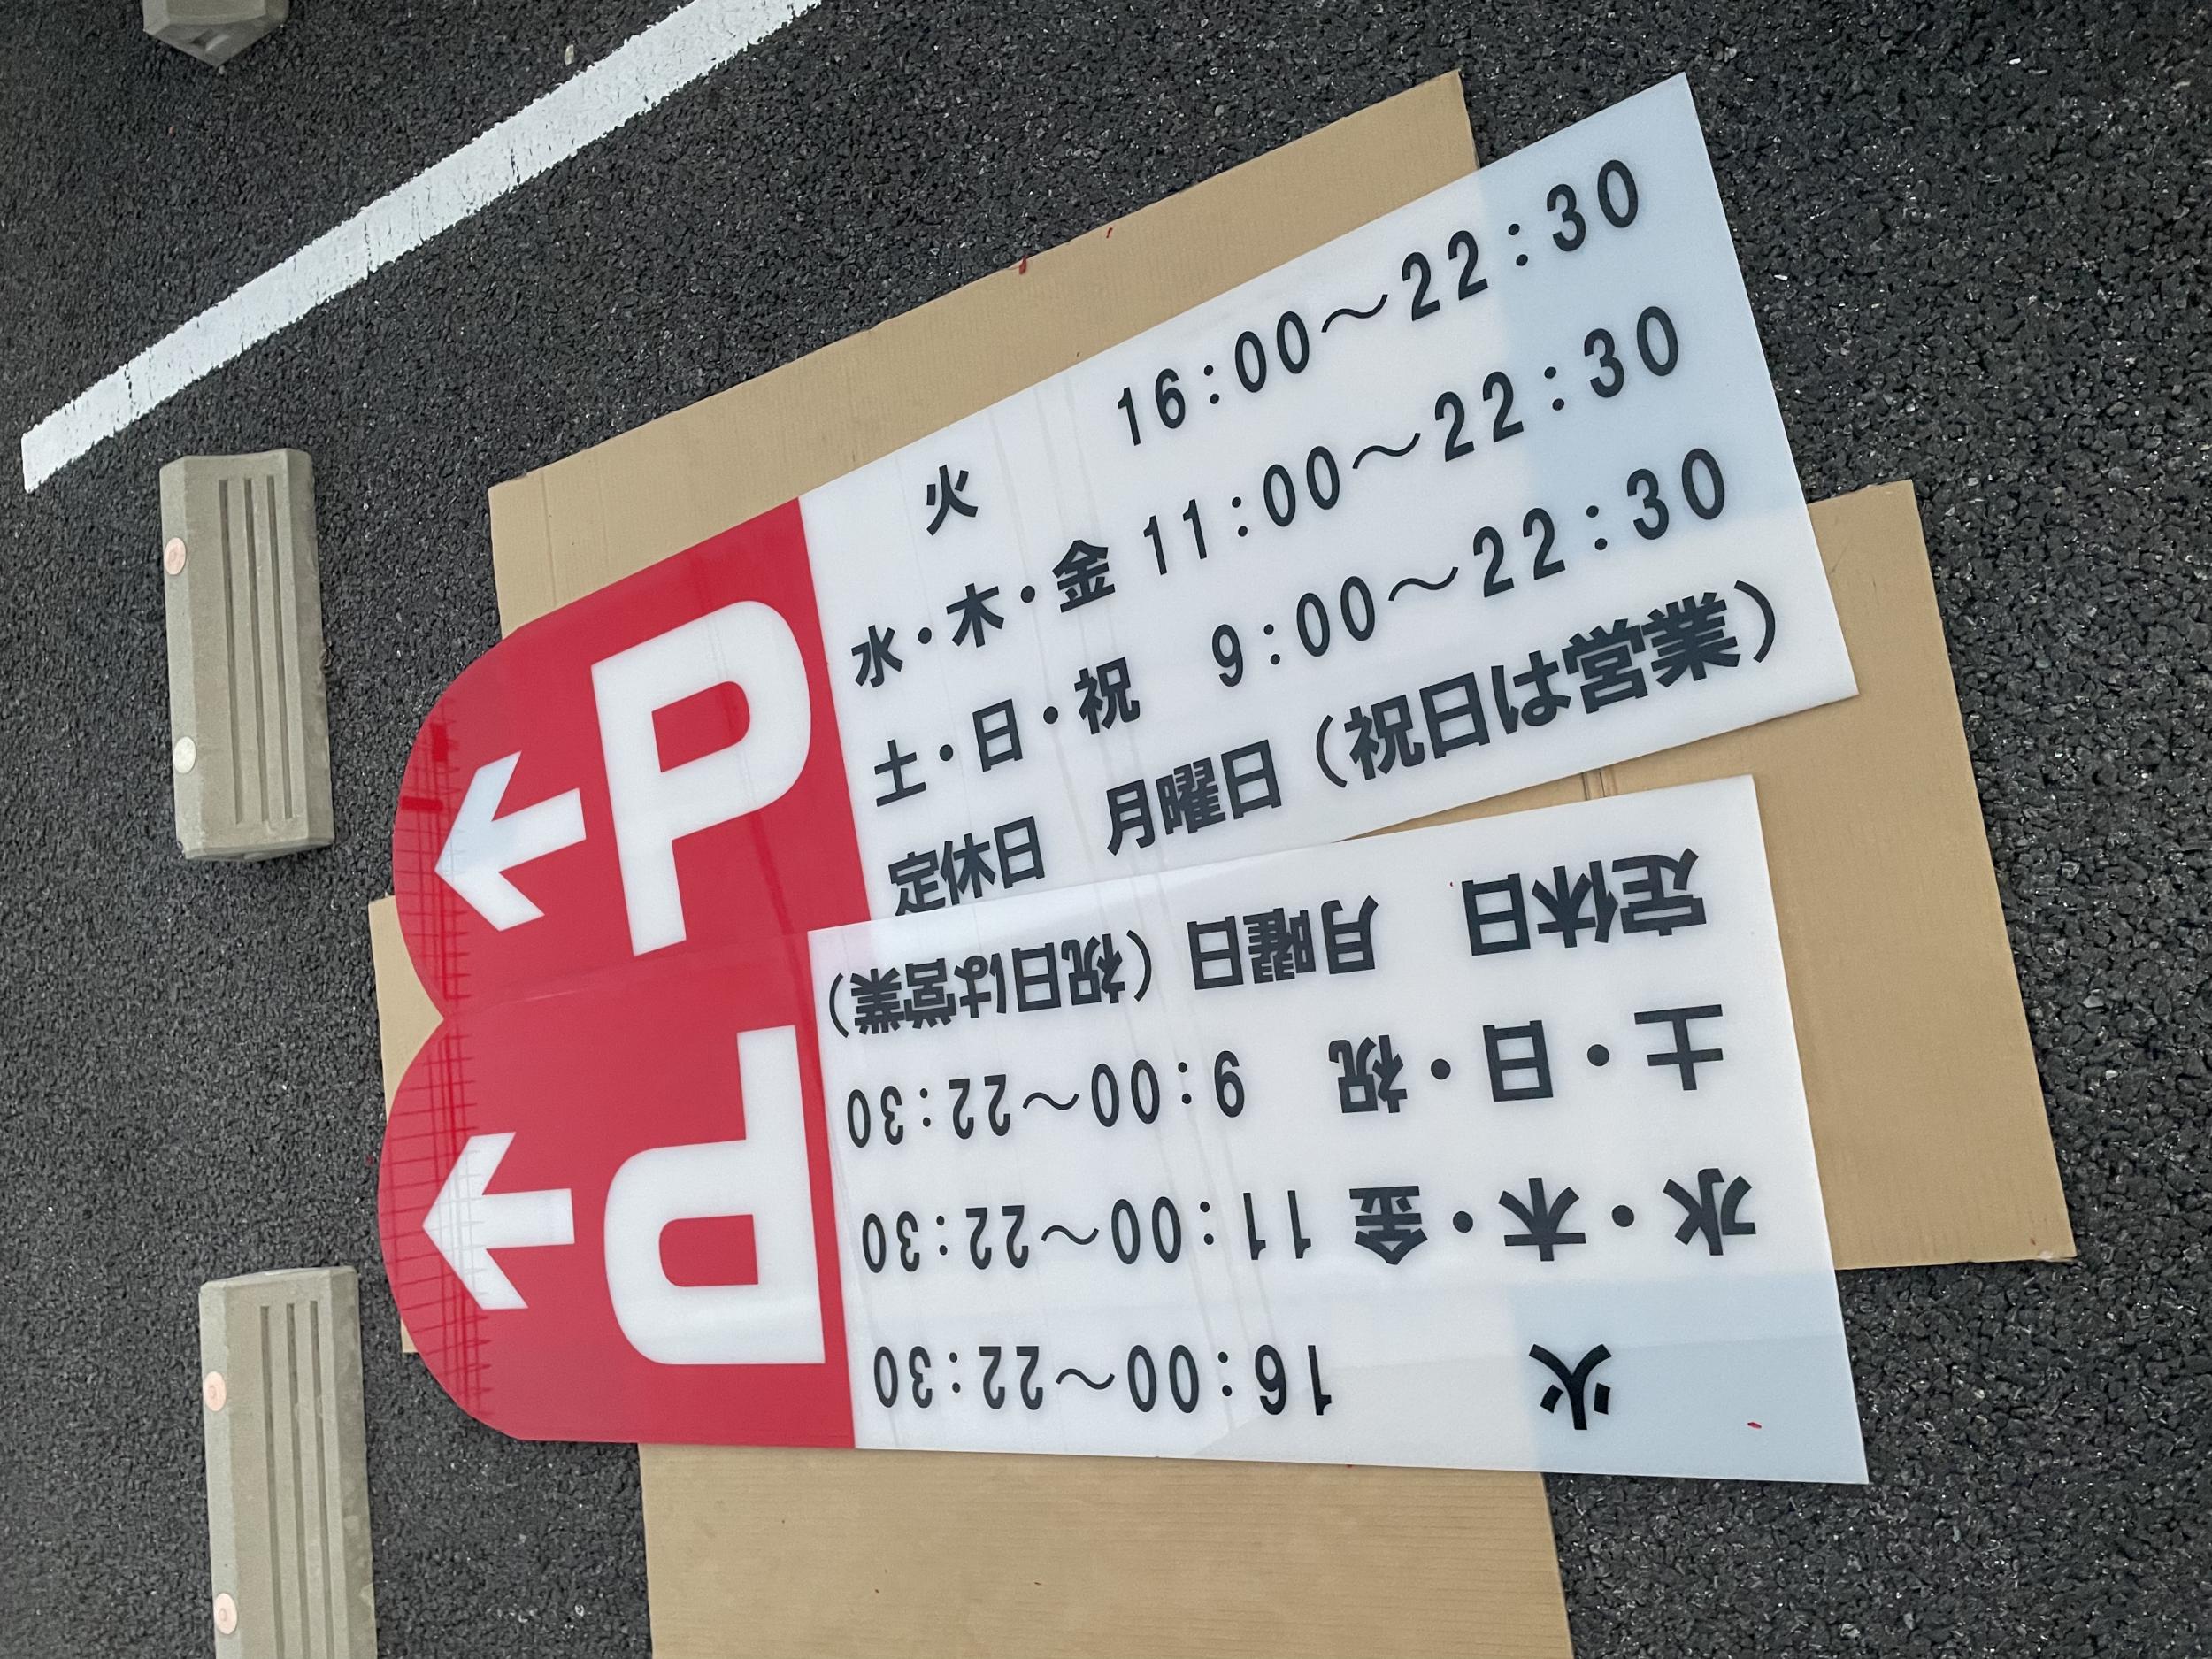 P
火 16:00～22:30
水・木・金 11:00～22:30
土・日・祝 9:00～22:30
定休日 月曜日（祝日は営業）
P
火 16:00～22:30
水・木・金 11:00～22:30
土・日・祝 9:00～22:30
定休日 月曜日（祝日は営業）